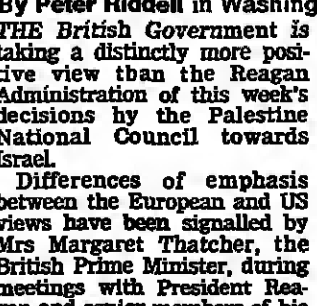 By Peter Riddell in Washing
THE British Government is
taking a distinctly more posi-
tive view than the Reagan
Administration of this week's
decisions by the Palestine
National Council towards
Israel.
Differences of emphasis
between the European and US
views have been signalled by
Mrs Margaret Thatcher, the
British Prime Minister, during
meetings with President Rea-